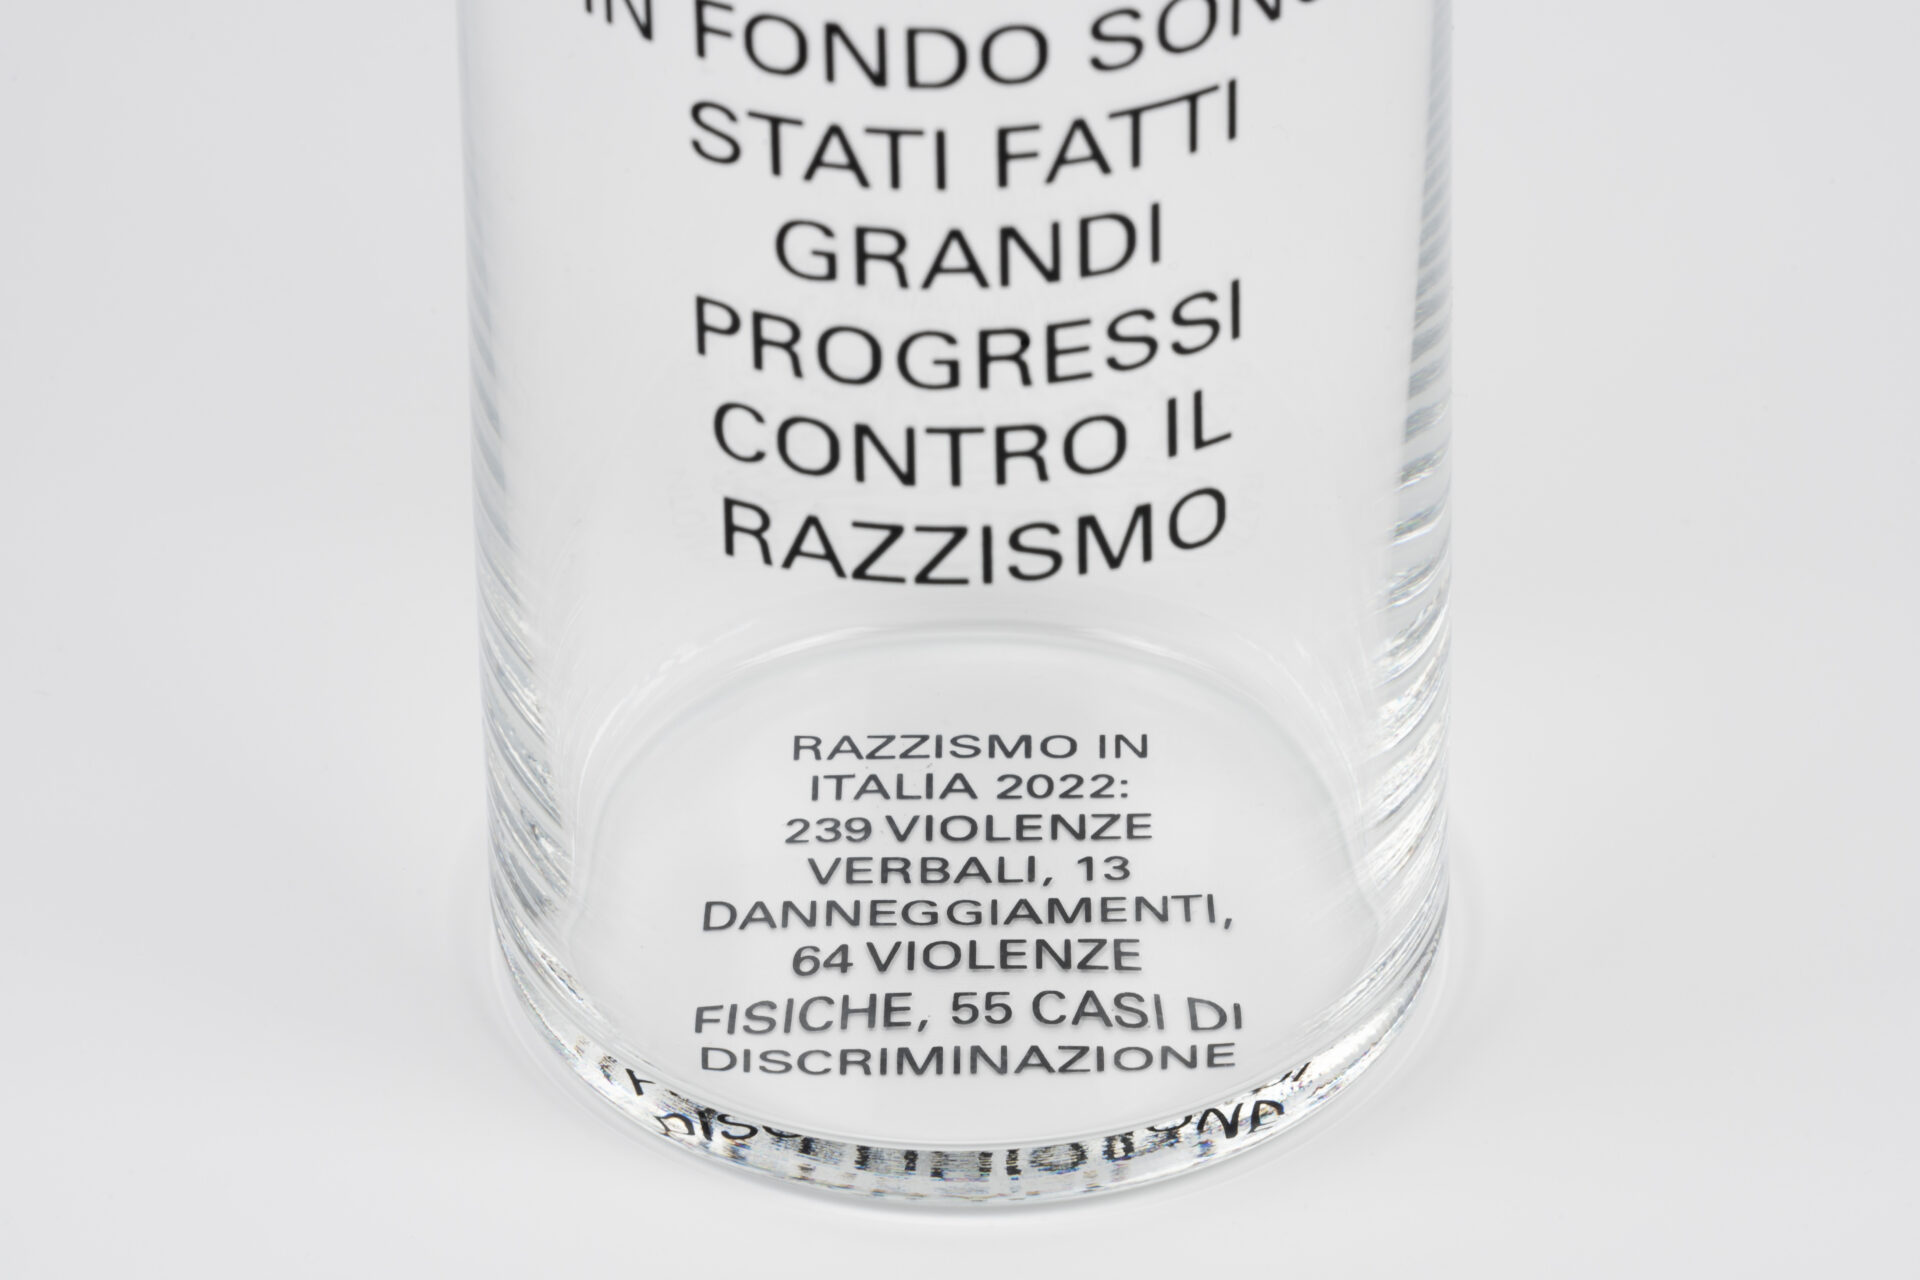 IN FONDO SONO
STATI FATTI
GRANDI
PROGRESSI
CONTRO IL
RAZZISMO
RAZZISMO IN
ITALIA 2022:
239 VIOLENZE
VERBALI, 13
DANNEGGIAMENTI,
64 VIOLENZE
FISICHE, 55 CASI DI
DISCRIMINAZIONE